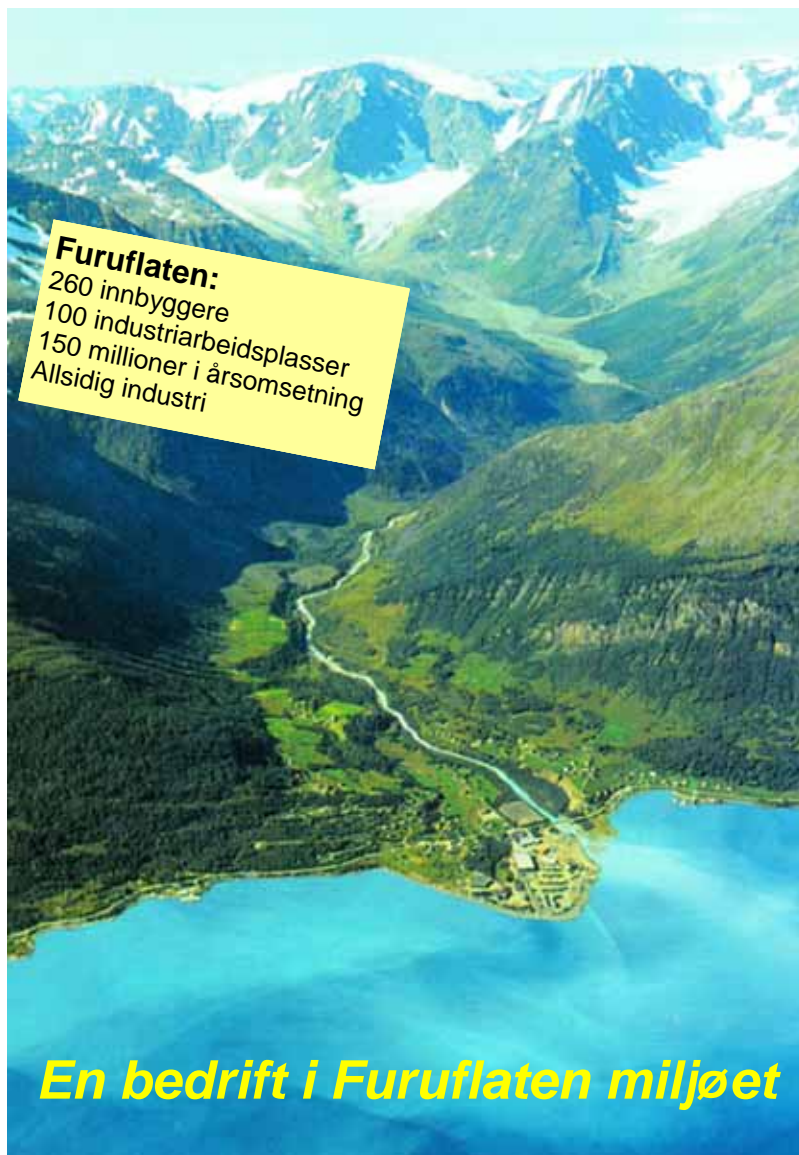 Furuflaten:
260 innbyggere
100 industriarbeidsplasser
150 millioner i årsomsetning
Allsidig industri
En bedrift i Furuflaten miljøet